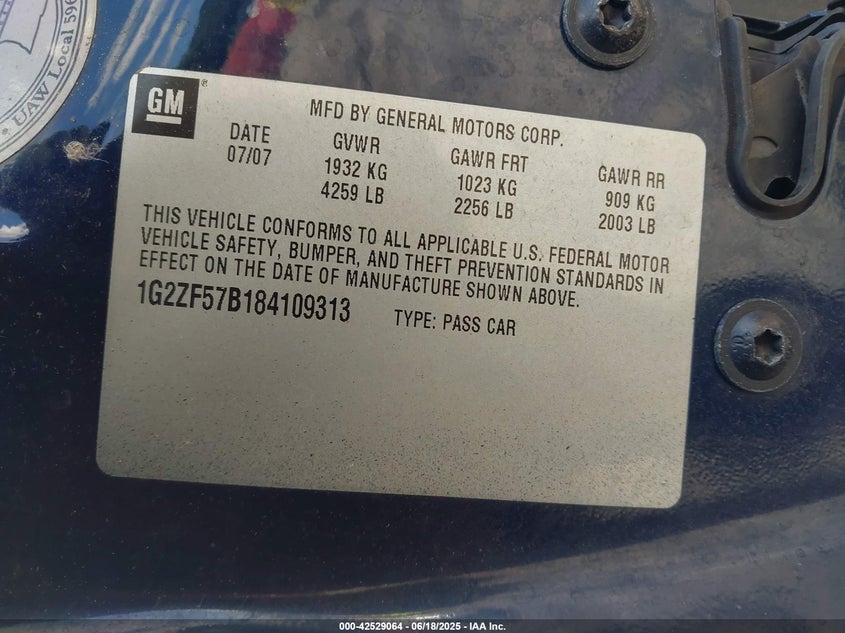 UAW Local 596
GM ®
MFD BY GENERAL MOTORS CORP.
DATE GVWR GAWR FRT GAWR RR
07/07 1932 KG 1023 KG 909 KG
4259 LB 2256 LB 2003 LB
THIS VEHICLE CONFORMS TO ALL APPLICABLE U.S. FEDERAL MOTOR
VEHICLE SAFETY, BUMPER, AND THEFT PREVENTION STANDARDS IN
EFFECT ON THE DATE OF MANUFACTURE SHOWN ABOVE.
1G2ZF57B184109313 TYPE: PASS CAR
000-42529064 - 06/18/2025 - IAA Inc.